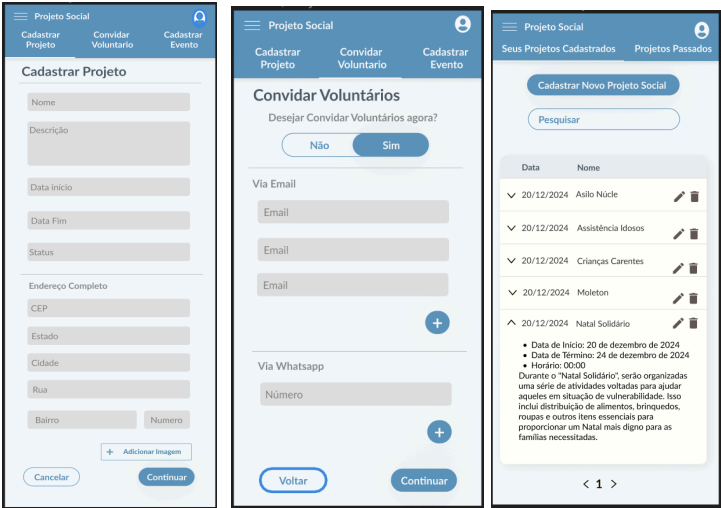 Projeto Social
Cadastrar Projeto
Convidar Voluntario
Cadastrar Evento
Cadastrar Projeto
Nome
Descrição
Data início
Data Fim
Status
Endereço Completo
CEP
Estado
Cidade
Rua
Bairro
Numero
+ Adicionar Imagem
Cancelar
Continuar
Projeto Social
Cadastrar Projeto
Convidar Voluntario
Cadastrar Evento
Convidar Voluntários
Desejar Convidar Voluntários agora?
Não
Sim
Via Email
Email
Email
Email
+
Via Whatsapp
Número
+
Voltar
Continuar
Projeto Social
Seus Projetos Cadastrados
Projetos Passados
Cadastrar Novo Projeto Social
Pesquisar
Data Nome
20/12/2024 Asilo Núcle
20/12/2024 Assistência Idosos
20/12/2024 Crianças Carentes
20/12/2024 Moleton
20/12/2024 Natal Solidário
• Data de Início: 20 de dezembro de 2024
• Data de Término: 24 de dezembro de 2024
• Horário: 00:00
Durante o "Natal Solidário", serão organizadas
uma série de atividades voltadas para ajudar
aqueles em situação de vulnerabilidade. Isso
inclui distribuição de alimentos, brinquedos,
roupas e outros itens essenciais para
proporcionar um Natal mais digno para as
famílias necessitadas.
< 1 >